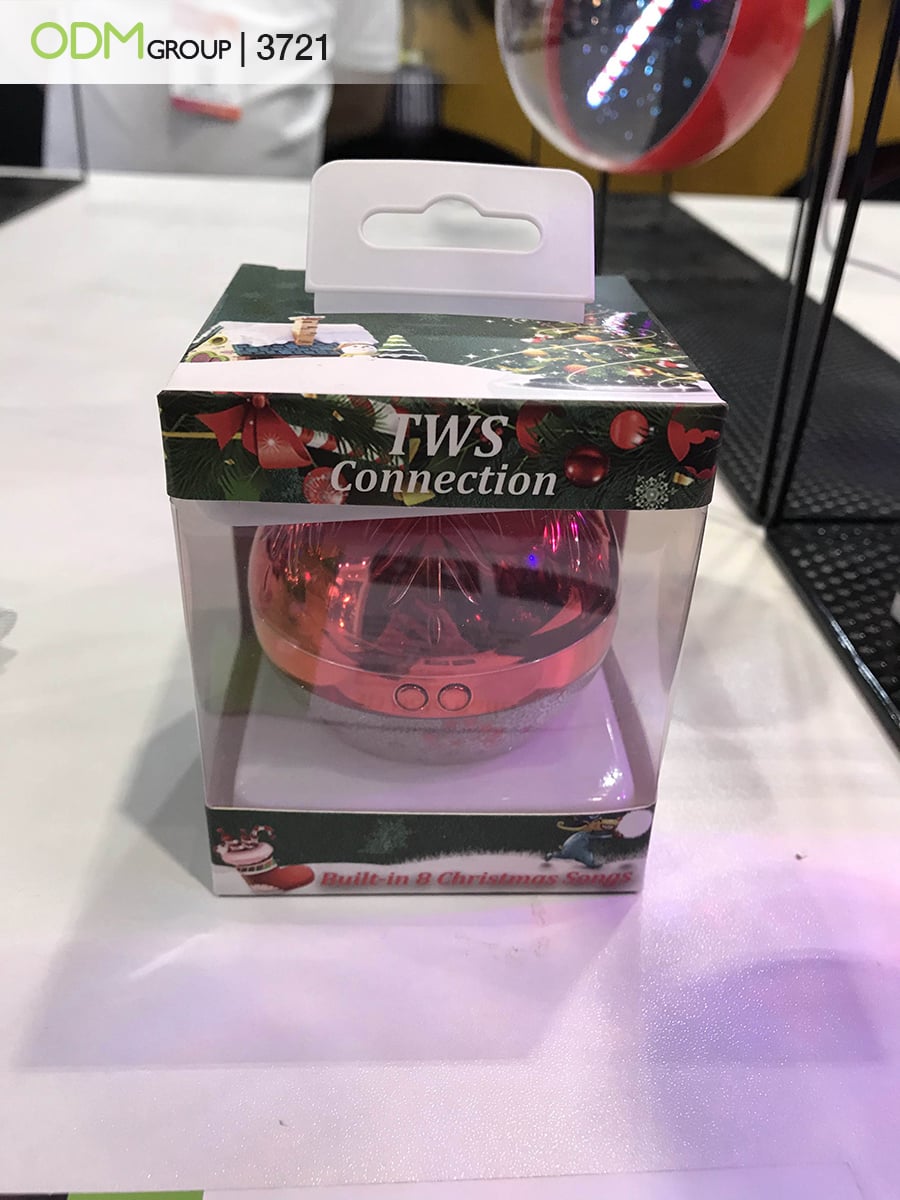 ODM GROUP | 3721
TWS
Connection
Built-in 8 Christmas Songs